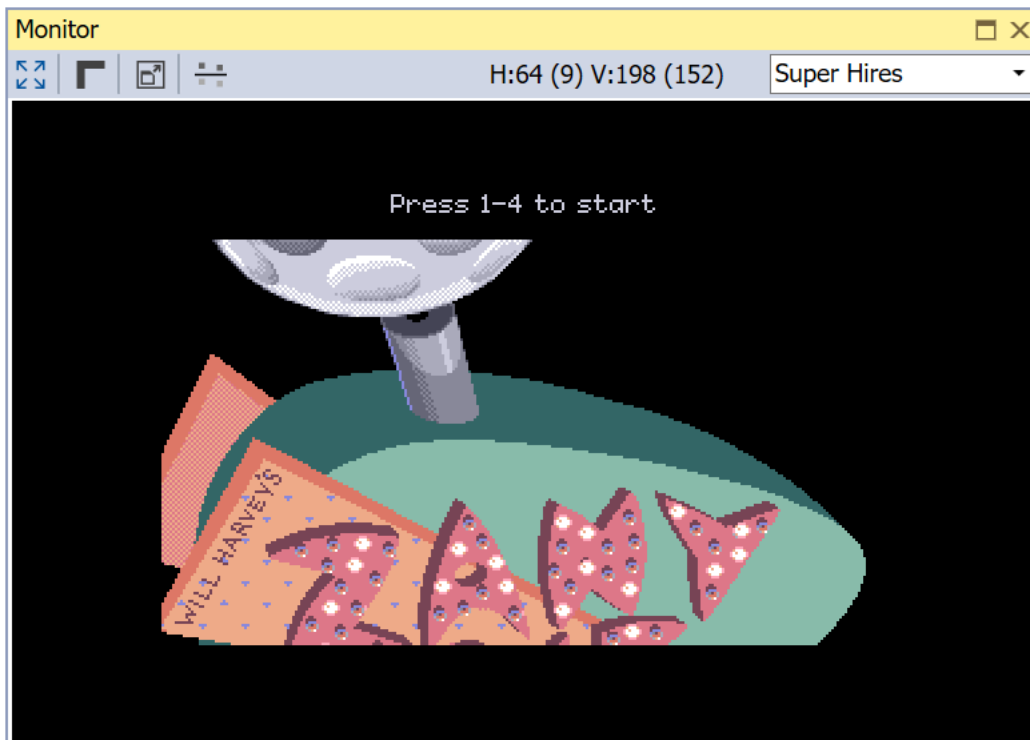 Monitor
H:64 (9) V:198 (152)
Super Hires
Press 1-4 to start
WILL HARVEY'S